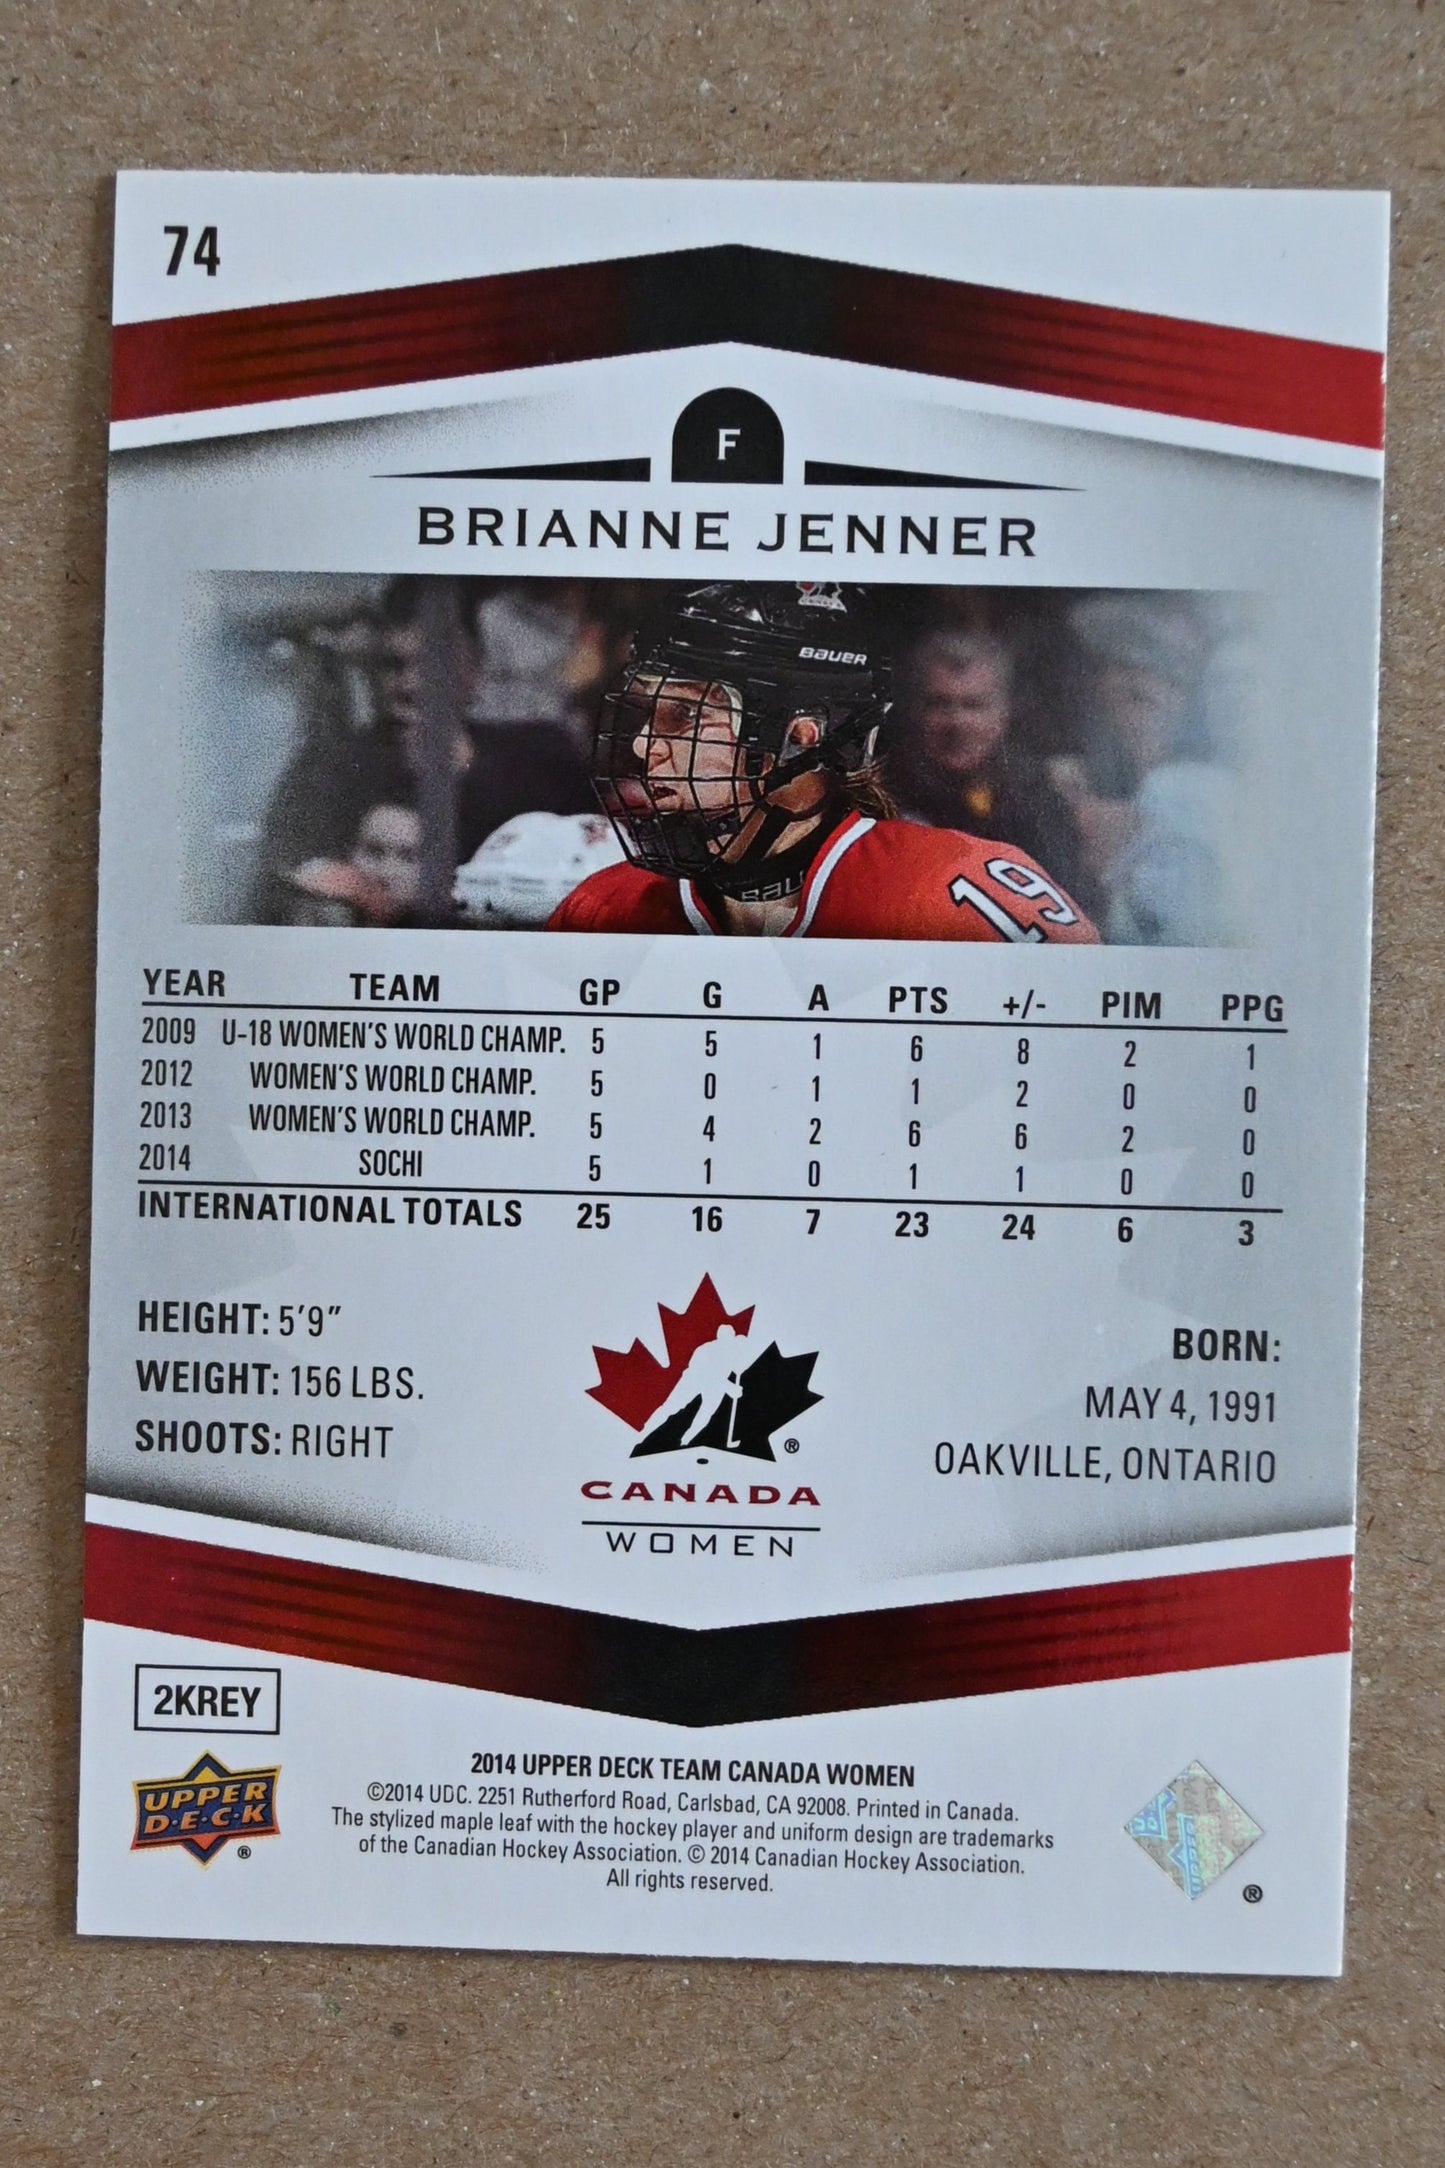 74
F
BRIANNE JENNER
BAUER
BAU
19
YEAR TEAM GP G A PTS +/- PIM PPG
2009 U-18 WOMEN'S WORLD CHAMP. 5 5 1 6 8 2 1
2012 WOMEN'S WORLD CHAMP. 5 0 1 1 2 0 0
2013 WOMEN'S WORLD CHAMP. 5 4 2 6 6 2 0
2014 SOCHI 5 1 0 1 1 0 0
INTERNATIONAL TOTALS 25 16 7 23 24 6 3
HEIGHT: 5'9"
WEIGHT: 156 LBS.
SHOOTS: RIGHT
®
CANADA
WOMEN
BORN:
MAY 4, 1991
OAKVILLE, ONTARIO
2KREY
UPPER
D·E·C·K
®
2014 UPPER DECK TEAM CANADA WOMEN
©2014 UDC. 2251 Rutherford Road, Carlsbad, CA 92008. Printed in Canada.
The stylized maple leaf with the hockey player and uniform design are trademarks
of the Canadian Hockey Association. © 2014 Canadian Hockey Association.
All rights reserved.
®